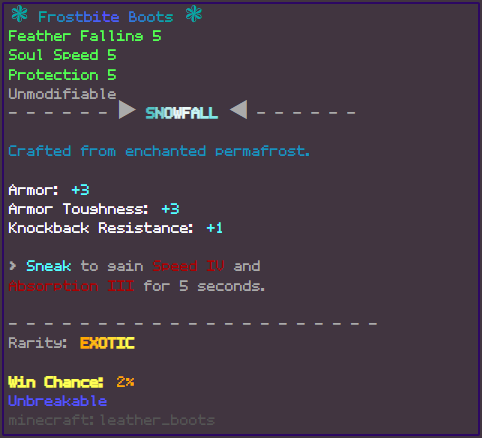 ❃ Frostbite Boots ❃
Feather Falling 5
Soul Speed 5
Protection 5
Unmodifiable
- - - - - - ▶ SNOWFALL ◀ - - - - - -
Crafted from enchanted permafrost.
Armor: +3
Armor Toughness: +3
Knockback Resistance: +1
> Sneak to gain Speed IV and
Absorption III for 5 seconds.
- - - - - - - - - - - - - - - - - - - - - -
Rarity: EXOTIC
Win Chance: 2%
Unbreakable
minecraft:leather_boots